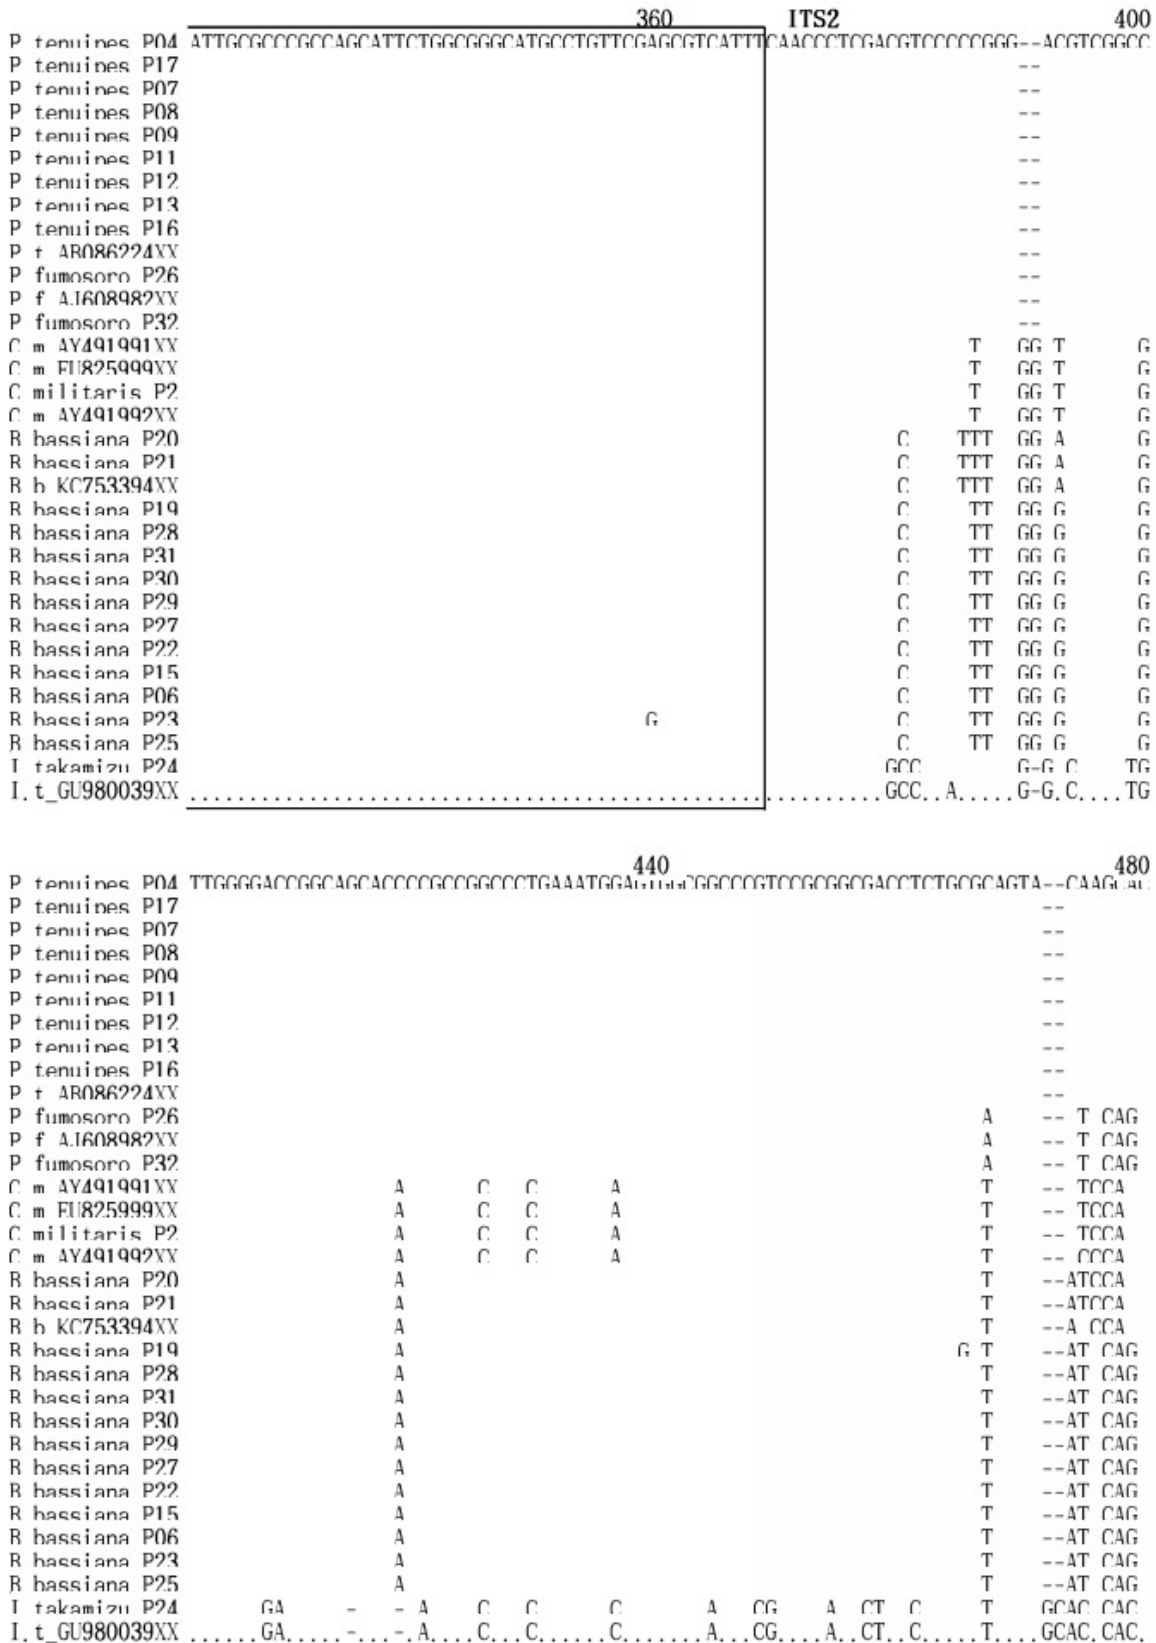 360 ITS2 400
P tenuipes P04 ATTGCGCCCGCCAGCATTCTGGCGGGCATGCCTGTTCGAGCGTCATTTCAACCCTCGACGTCCCCCGGG--ACGTCGGCC
P tenuipes P17 --
P tenuipes P07 --
P tenuipes P08 --
P tenuipes P09 --
P tenuipes P11 --
P tenuipes P12 --
P tenuipes P13 --
P tenuipes P16 --
P t AB086224XX --
P fumosoro P26 --
P f AJ608982XX --
P fumosoro P32 --
C m AY491991XX T GG T G
C m EU825999XX T GG T G
C militaris P2 T GG T G
C m AY491992XX T GG T G
B bassiana P20 C TTT GG A G
B bassiana P21 C TTT GG A G
B b KC753394XX C TTT GG A G
B bassiana P19 C TT GG G G
B bassiana P28 C TT GG G G
B bassiana P31 C TT GG G G
B bassiana P30 C TT GG G G
B bassiana P29 C TT GG G G
B bassiana P27 C TT GG G G
B bassiana P22 C TT GG G G
B bassiana P15 C TT GG G G
B bassiana P06 C TT GG G G
B bassiana P23 G C TT GG G G
B bassiana P25 C TT GG G G
I takamizu P24 GCC G-G C TG
I.t_GU980039XX ..........................................................GCC..A.....G-G.C....TG
440 480
P tenuipes P04 TTGGGGACCGGCAGCACCCCGCCGGCCCTGAAATGGAGTGGCGGCCCGTCCGCGGCGACCTCTGCGCAGTA--CAAGCAC
P tenuipes P17 --
P tenuipes P07 --
P tenuipes P08 --
P tenuipes P09 --
P tenuipes P11 --
P tenuipes P12 --
P tenuipes P13 --
P tenuipes P16 --
P t AB086224XX --
P fumosoro P26 A -- T CAG
P f AJ608982XX A -- T CAG
P fumosoro P32 A -- T CAG
C m AY491991XX A C C A T -- TCCA
C m EU825999XX A C C A T -- TCCA
C militaris P2 A C C A T -- TCCA
C m AY491992XX A C C A T -- CCCA
B bassiana P20 A T --ATCCA
B bassiana P21 A T --ATCCA
B b KC753394XX A T --A CCA
B bassiana P19 A G T --AT CAG
B bassiana P28 A T --AT CAG
B bassiana P31 A T --AT CAG
B bassiana P30 A T --AT CAG
B bassiana P29 A T --AT CAG
B bassiana P27 A T --AT CAG
B bassiana P22 A T --AT CAG
B bassiana P15 A T --AT CAG
B bassiana P06 A T --AT CAG
B bassiana P23 A T --AT CAG
B bassiana P25 A T --AT CAG
I takamizu P24 GA - - A C C C A CG A CT C T GCAC CAC
I.t_GU980039XX ......GA.....-...-.A....C...C......C.......A...CG....A..CT..C.....T....GCAC.CAC.